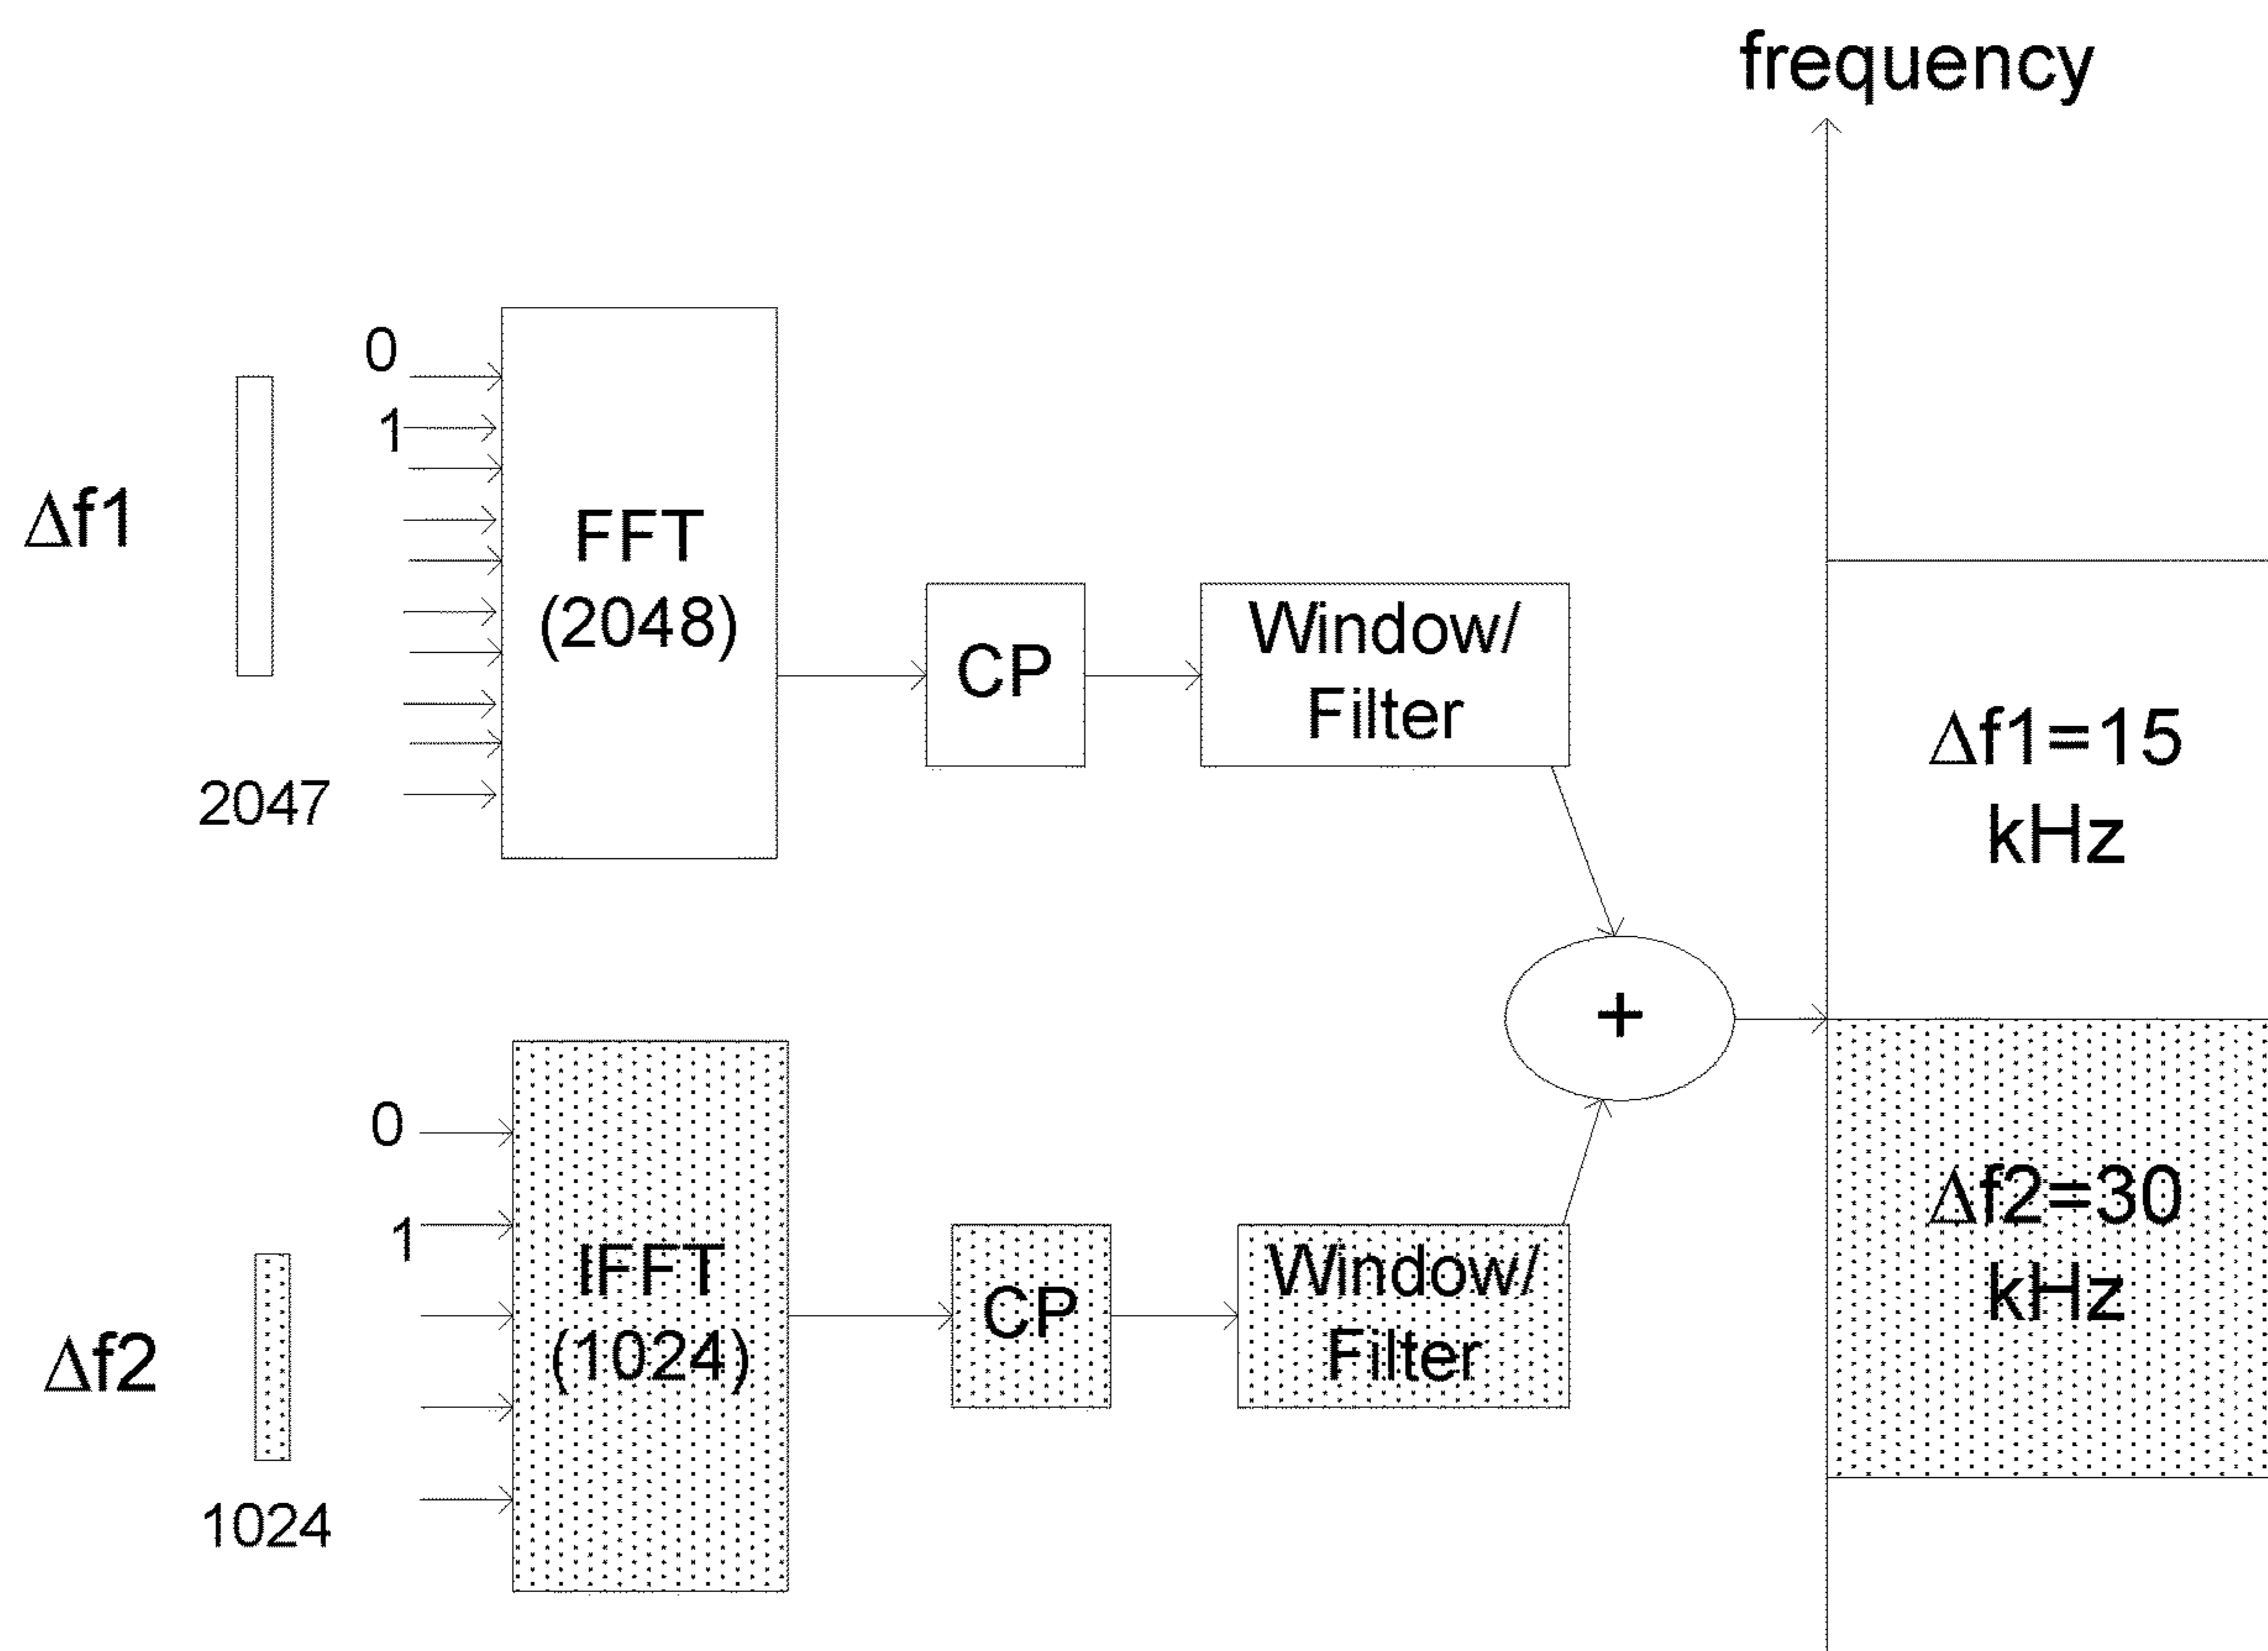 frequency
0
1
Δf1
2047
FFT
(2048)
CP
Window/
Filter
Δf1=15
kHz
+
0
1
Δf2
1024
IFFT
(1024)
CP
Window/
Filter
Δf2=30
kHz